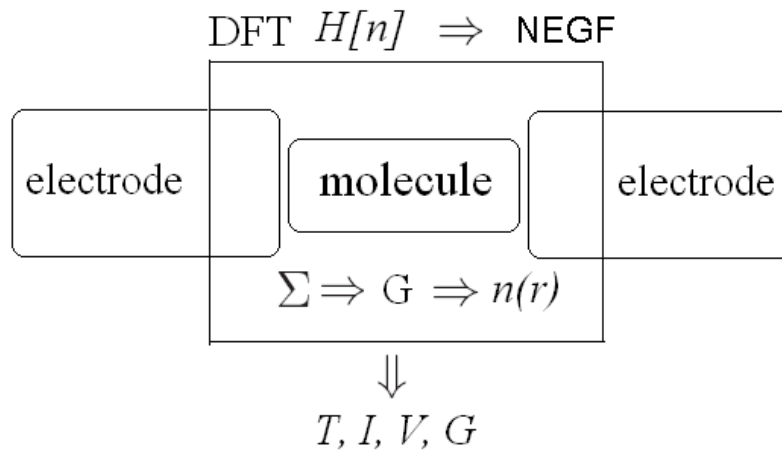 DFT H[n] ⇒ NEGF
electrode molecule electrode
Σ ⇒ G ⇒ n(r)
⇓
T, I, V, G